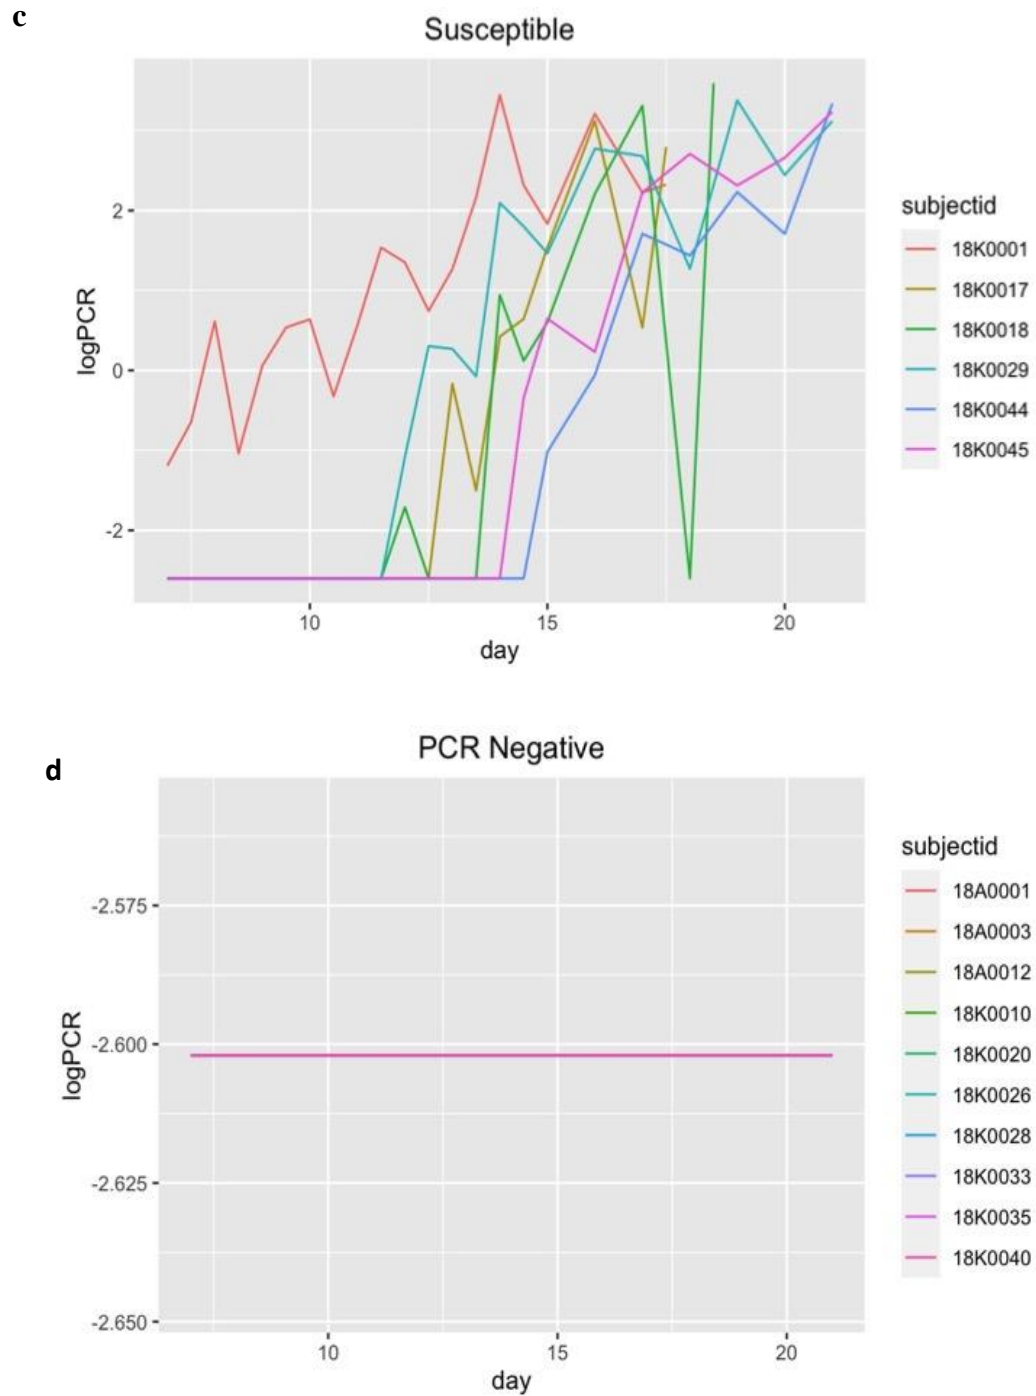 c
Susceptible
2
0
-2
logPCR
10 15 20
day
subjectid
18K0001
18K0017
18K0018
18K0029
18K0044
18K0045
d
PCR Negative
-2.575
-2.600
-2.625
-2.650
logPCR
10 15 20
day
subjectid
18A0001
18A0003
18A0012
18K0010
18K0020
18K0026
18K0028
18K0033
18K0035
18K0040